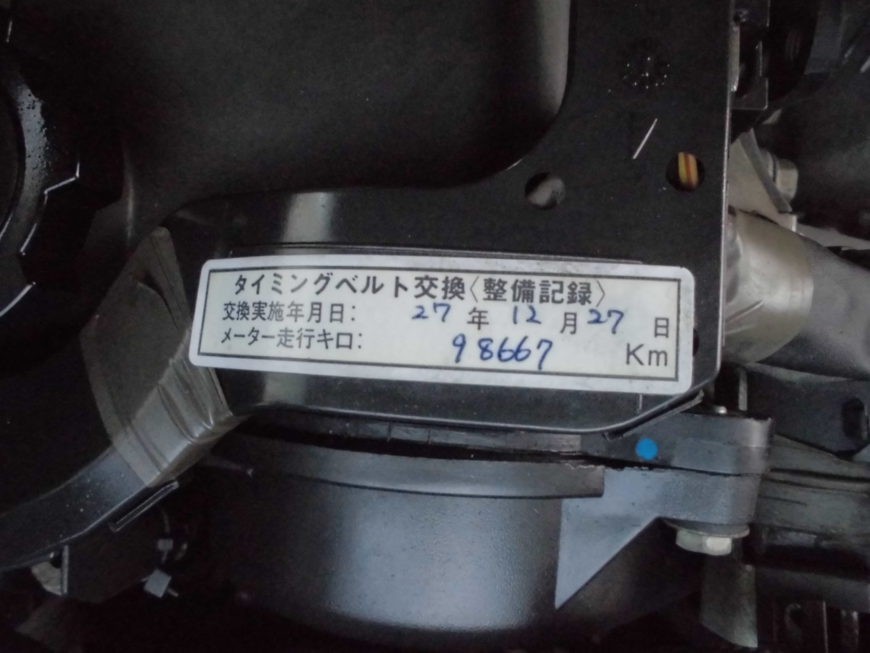 タイミングベルト交換〈整備記録〉
交換実施年月日: 27 年 12 月 27 日
メーター走行キロ: 98667 Km